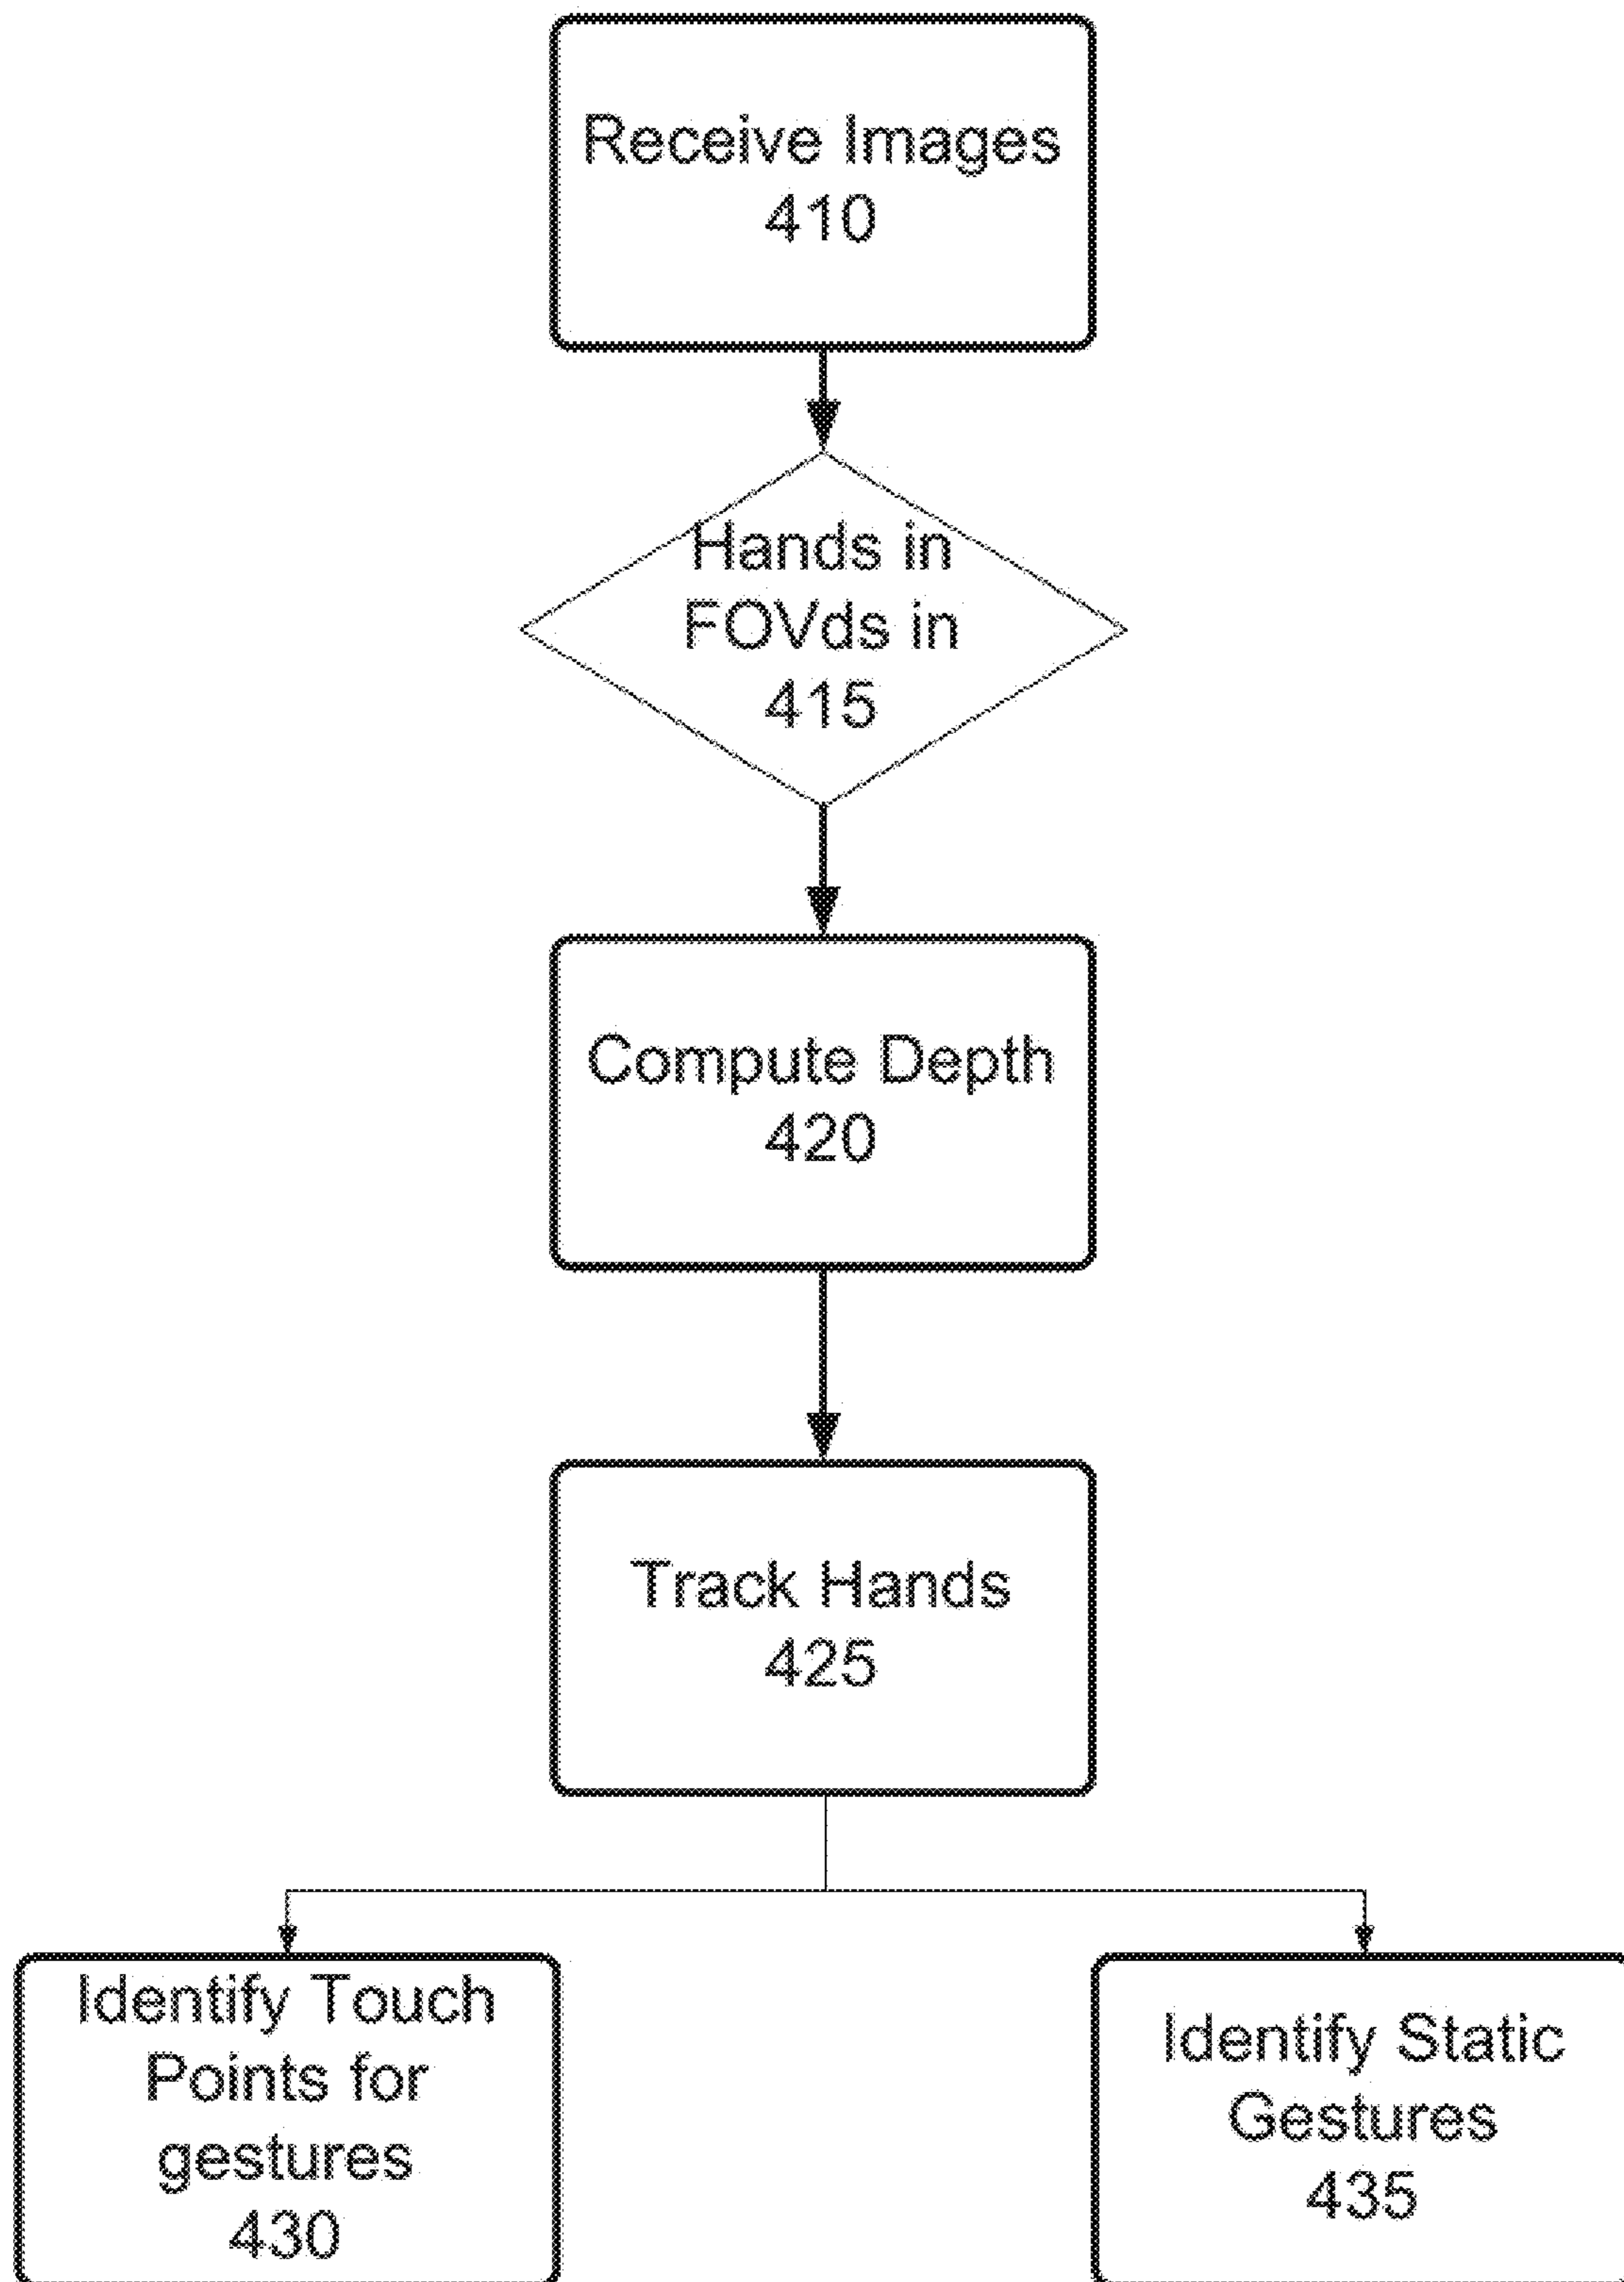 Receive Images
410
Hands in
FOVds in
415
Compute Depth
420
Track Hands
425
Identify Touch
Points for
gestures
430
Identify Static
Gestures
435